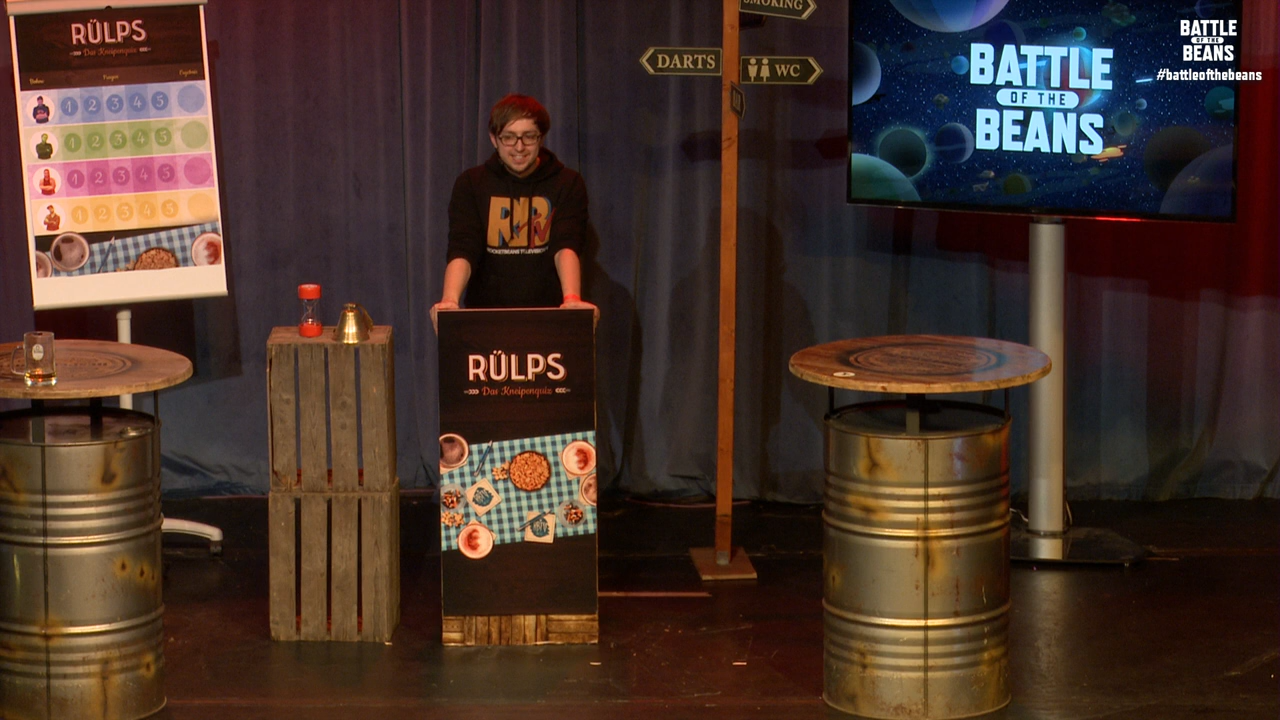 RÜLPS
Das Kneipenquiz
1 2 3 4 5
1 2 3 4 5
1 2 3 4 5
1 2 3 4 5
SMOKING
DARTS
WC
BATTLE
OF THE
BEANS
BATTLE
OF THE
BEANS
#battleofthebeans
RÜLPS
Das Kneipenquiz